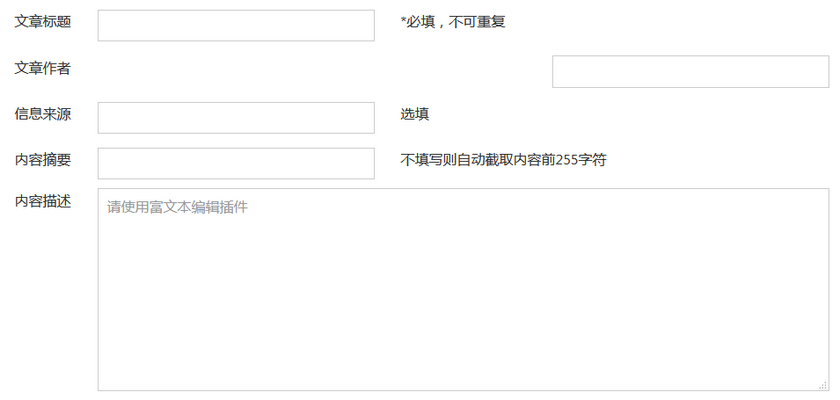 文章标题 *必填，不可重复
文章作者
信息来源 选填
内容摘要 不填写则自动截取内容前255字符
内容描述 请使用富文本编辑插件